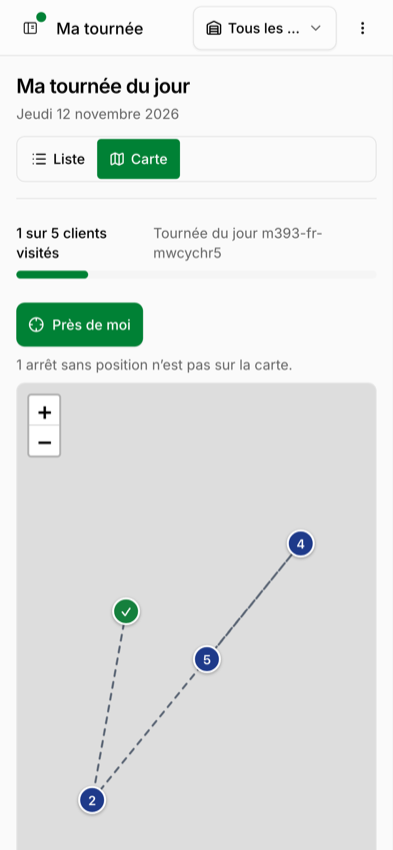 Ma tournée
Tous les ...
Ma tournée du jour
Jeudi 12 novembre 2026
Liste
Carte
1 sur 5 clients visités
Tournée du jour m393-fr-mwcychr5
Près de moi
1 arrêt sans position n’est pas sur la carte.
+
−
4
5
2